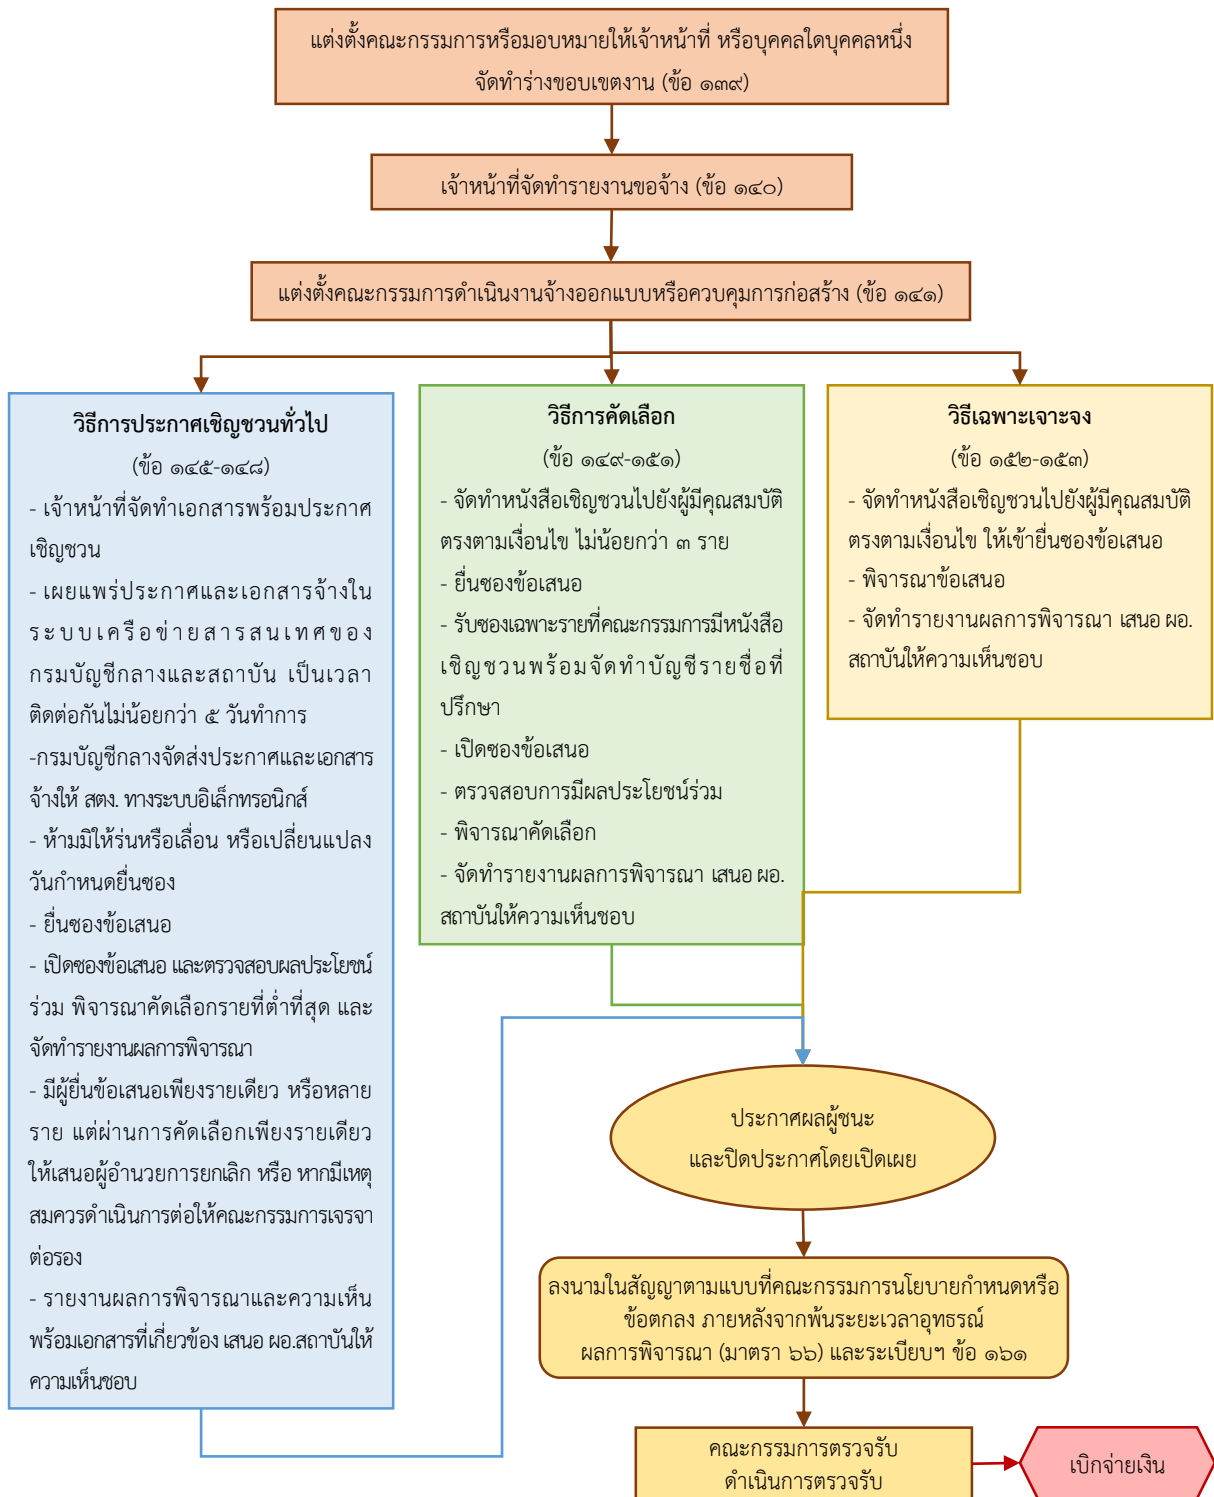 แต่งตั้งคณะกรรมการหรือมอบหมายให้เจ้าหน้าที่ หรือบุคคลใดบุคคลหนึ่ง
จัดทำร่างขอบเขตงาน (ข้อ ๑๓๙)
เจ้าหน้าที่จัดทำรายงานขอจ้าง (ข้อ ๑๔๐)
แต่งตั้งคณะกรรมการดำเนินงานจ้างออกแบบหรือควบคุมการก่อสร้าง (ข้อ ๑๔๑)
วิธีการประกาศเชิญชวนทั่วไป
(ข้อ ๑๔๕-๑๔๘)
- เจ้าหน้าที่จัดทำเอกสารพร้อมประกาศ
เชิญชวน
- เผยแพร่ประกาศและเอกสารจ้างใน
ระบบเครือข่ายสารสนเทศของ
กรมบัญชีกลางและสถาบัน เป็นเวลา
ติดต่อกันไม่น้อยกว่า ๕ วันทำการ
-กรมบัญชีกลางจัดส่งประกาศและเอกสาร
จ้างให้ สตง. ทางระบบอิเล็กทรอนิกส์
- ห้ามมิให้ร่นหรือเลื่อน หรือเปลี่ยนแปลง
วันกำหนดยื่นซอง
- ยื่นซองข้อเสนอ
- เปิดซองข้อเสนอ และตรวจสอบผลประโยชน์
ร่วม พิจารณาคัดเลือกรายที่ต่ำที่สุด และ
จัดทำรายงานผลการพิจารณา
- มีผู้ยื่นข้อเสนอเพียงรายเดียว หรือหลาย
ราย แต่ผ่านการคัดเลือกเพียงรายเดียว
ให้เสนอผู้อำนวยการยกเลิก หรือ หากมีเหตุ
สมควรดำเนินการต่อให้คณะกรรมการเจรจา
ต่อรอง
- รายงานผลการพิจารณาและความเห็น
พร้อมเอกสารที่เกี่ยวข้อง เสนอ ผอ.สถาบันให้
ความเห็นชอบ
วิธีการคัดเลือก
(ข้อ ๑๔๙-๑๕๑)
- จัดทำหนังสือเชิญชวนไปยังผู้มีคุณสมบัติ
ตรงตามเงื่อนไข ไม่น้อยกว่า ๓ ราย
- ยื่นซองข้อเสนอ
- รับซองเฉพาะรายที่คณะกรรมการมีหนังสือ
เชิญชวนพร้อมจัดทำบัญชีรายชื่อที่
ปรึกษา
- เปิดซองข้อเสนอ
- ตรวจสอบการมีผลประโยชน์ร่วม
- พิจารณาคัดเลือก
- จัดทำรายงานผลการพิจารณา เสนอ ผอ.
สถาบันให้ความเห็นชอบ
วิธีเฉพาะเจาะจง
(ข้อ ๑๕๒-๑๕๓)
- จัดทำหนังสือเชิญชวนไปยังผู้มีคุณสมบัติ
ตรงตามเงื่อนไข ให้เข้ายื่นซองข้อเสนอ
- พิจารณาข้อเสนอ
- จัดทำรายงานผลการพิจารณา เสนอ ผอ.
สถาบันให้ความเห็นชอบ
ประกาศผลผู้ชนะ
และปิดประกาศโดยเปิดเผย
ลงนามในสัญญาตามแบบที่คณะกรรมการนโยบายกำหนดหรือ
ข้อตกลง ภายหลังจากพ้นระยะเวลาอุทธรณ์
ผลการพิจารณา (มาตรา ๖๖) และระเบียบฯ ข้อ ๑๖๑
คณะกรรมการตรวจรับ
ดำเนินการตรวจรับ
เบิกจ่ายเงิน